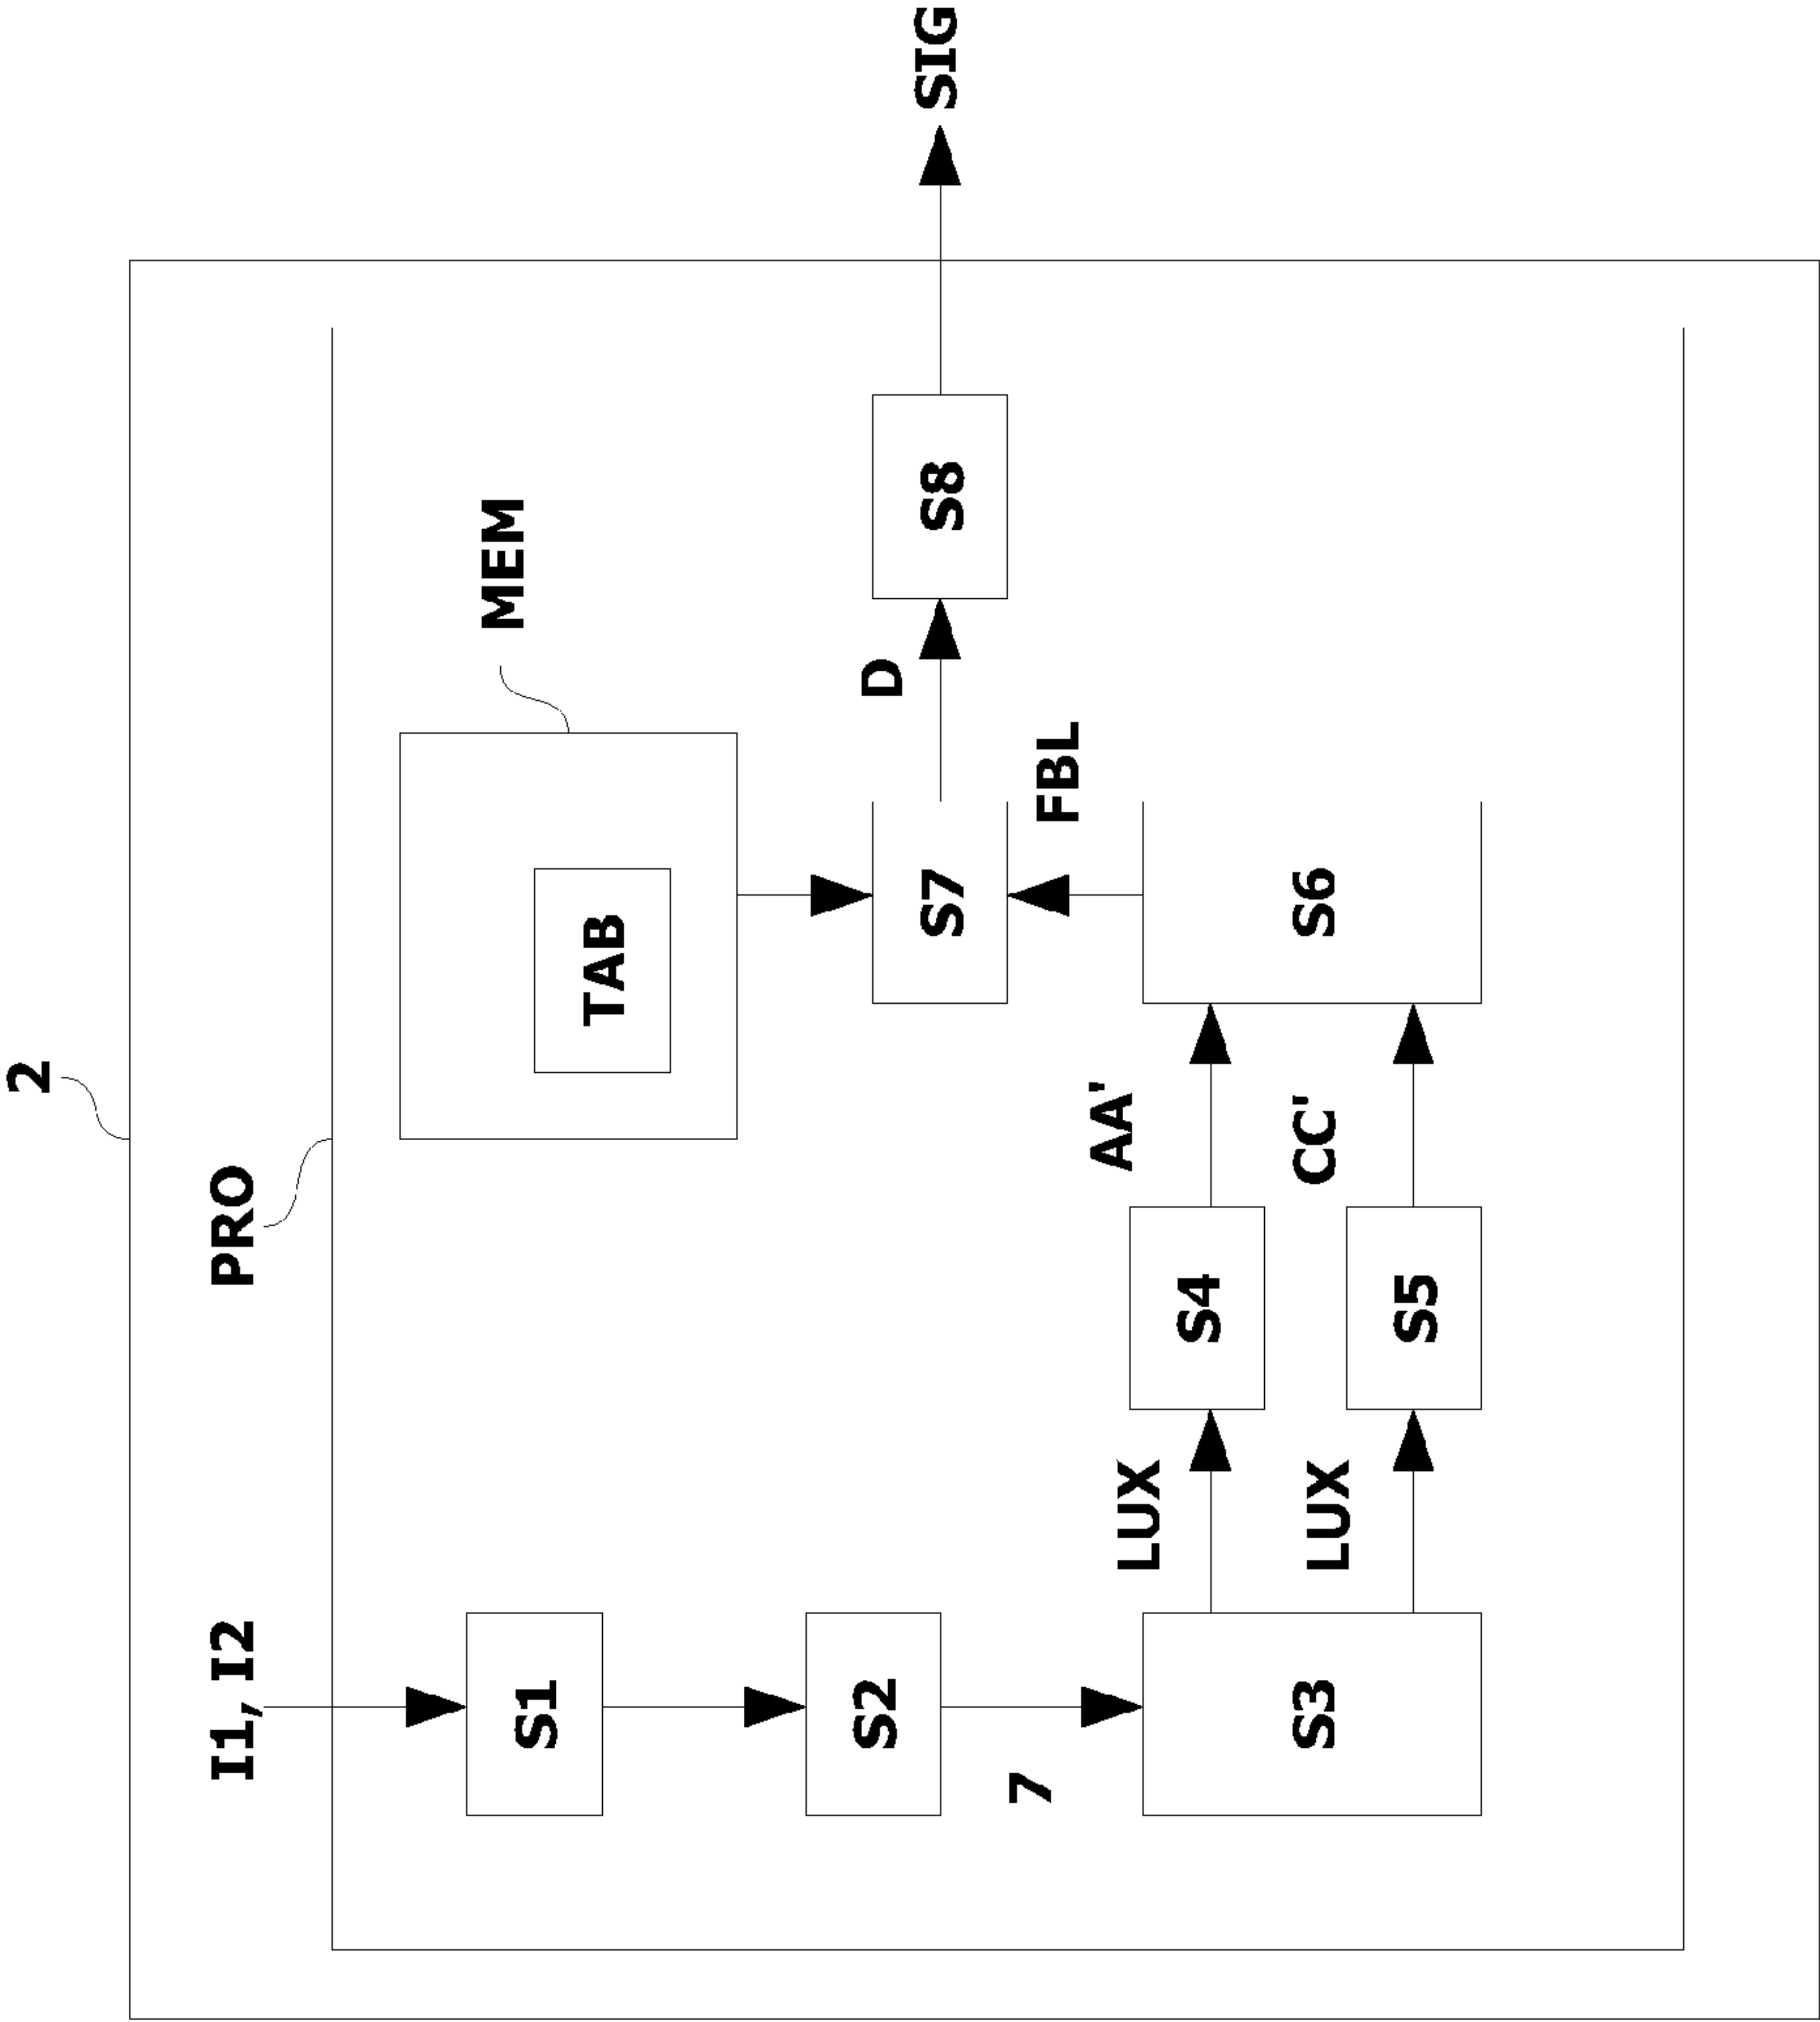 2
I1, I2
PRO
MEM
S1
TAB
S2
D
S7
S8
SIG
7
FBL
LUX
AA'
S4
S3
LUX
CC'
S6
S5